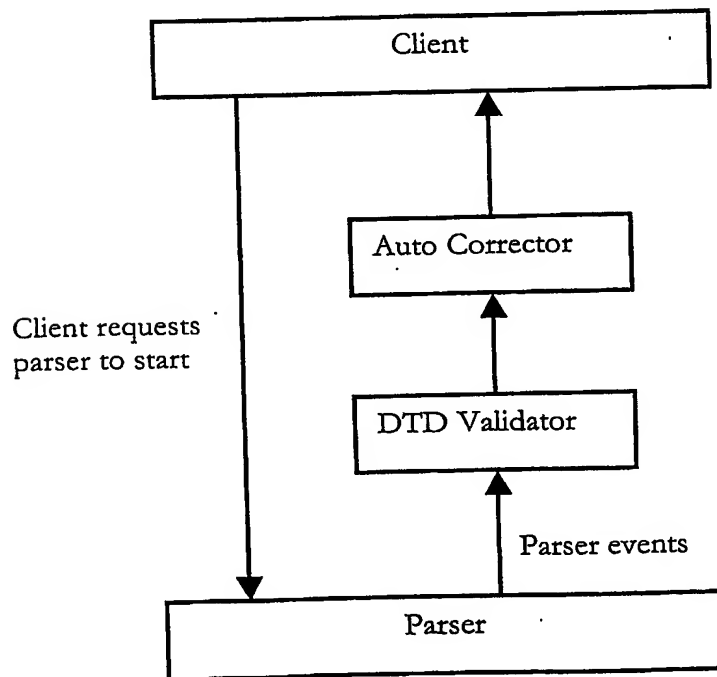 Client
Auto Corrector
Client requests
parser to start
DTD Validator
Parser events
Parser